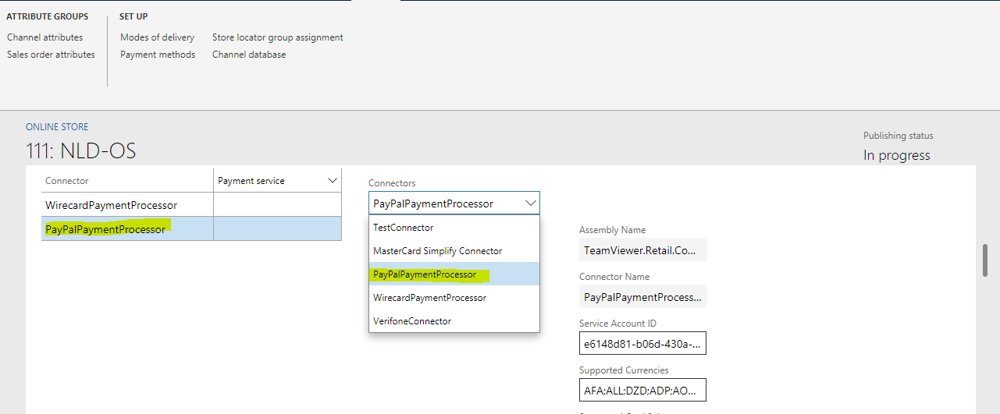 ATTRIBUTE GROUPS
Channel attributes
Sales order attributes
SET UP
Modes of delivery
Payment methods
Store locator group assignment
Channel database
ONLINE STORE
111: NLD-OS
Publishing status
In progress
Connector Payment service
WirecardPaymentProcessor
PayPalPaymentProcessor
Connectors
PayPalPaymentProcessor
TestConnector
MasterCard Simplify Connector
PayPalPaymentProcessor
WirecardPaymentProcessor
VerifoneConnector
Assembly Name
TeamViewer.Retail.Co...
Connector Name
PayPalPaymentProcess...
Service Account ID
e6148d81-b06d-430a-...
Supported Currencies
AFA;ALL;DZD;ADP;AO...